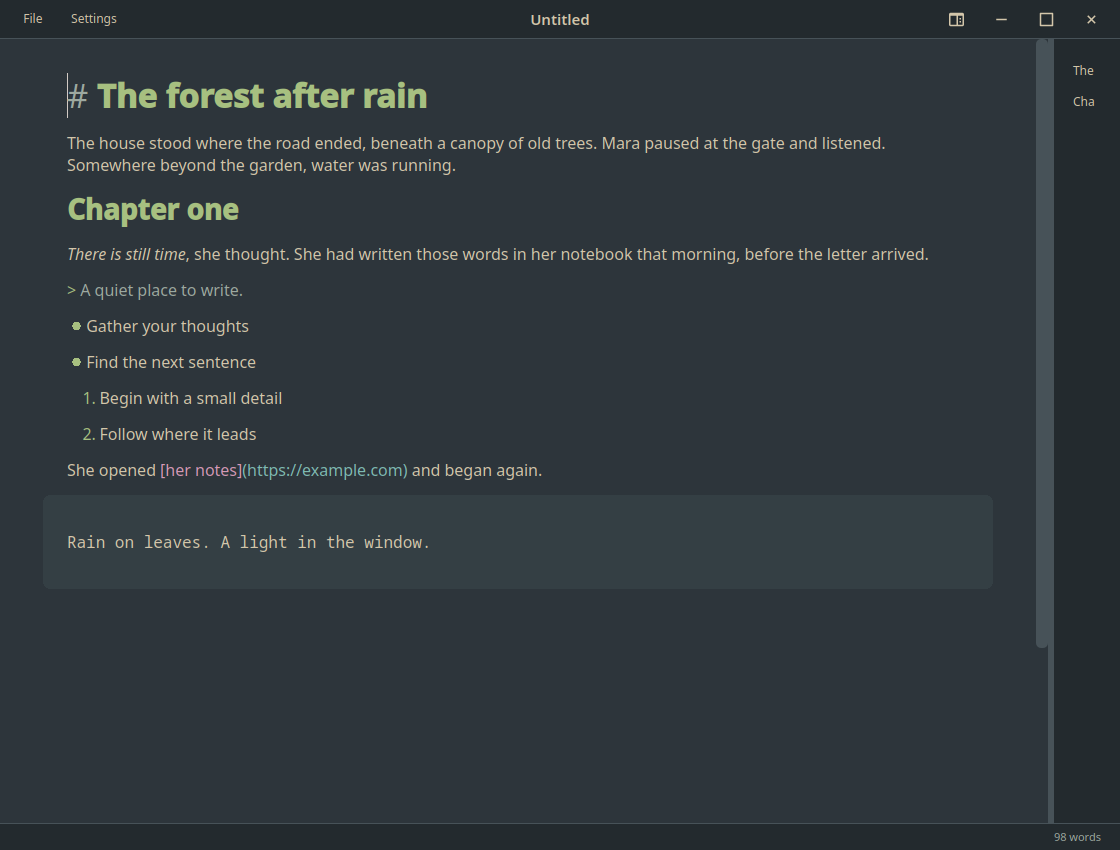 File Settings Untitled
The
Cha
# The forest after rain
The house stood where the road ended, beneath a canopy of old trees. Mara paused at the gate and listened.
Somewhere beyond the garden, water was running.
Chapter one
There is still time, she thought. She had written those words in her notebook that morning, before the letter arrived.
> A quiet place to write.
Gather your thoughts
Find the next sentence
1. Begin with a small detail
2. Follow where it leads
She opened [her notes](https://example.com) and began again.
Rain on leaves. A light in the window.
98 words